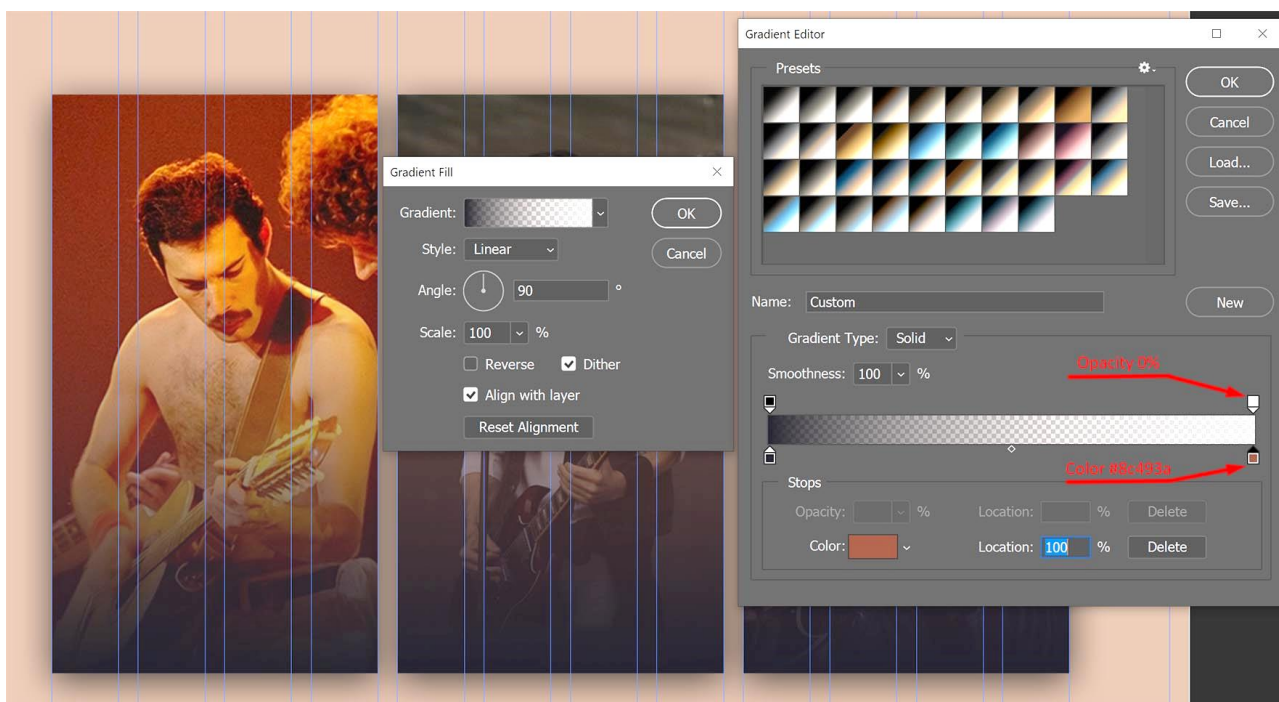 Gradient Editor
Presets
OK
Cancel
Load...
Save...
Gradient Fill
Gradient:
OK
Style: Linear
Cancel
Angle: 90 °
Scale: 100 %
Reverse Dither
Align with layer
Reset Alignment
Name: Custom
New
Gradient Type: Solid
Smoothness: 100 %
Opacity 0%
Color #8c493a
Stops
Opacity: % Location: % Delete
Color: Location: 100 % Delete